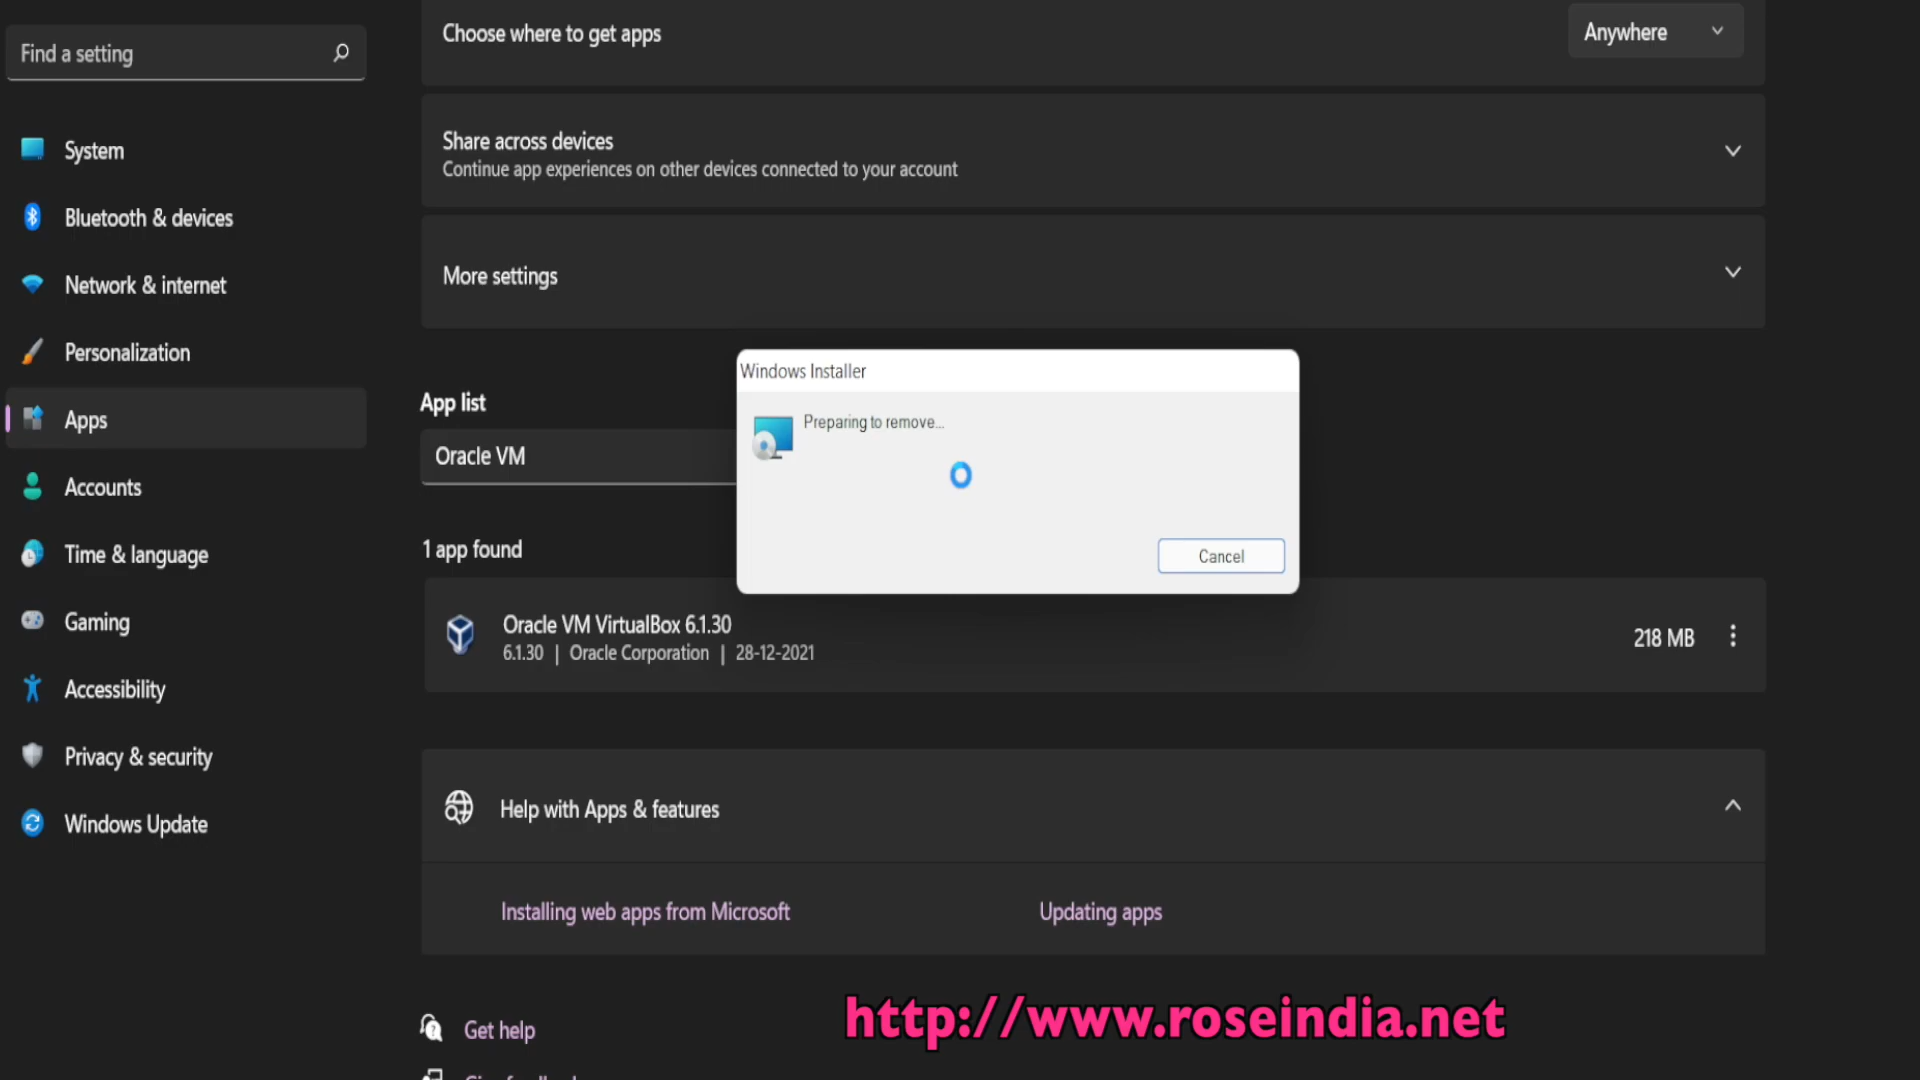 Find a setting
System
Bluetooth & devices
Network & internet
Personalization
Apps
Accounts
Time & language
Gaming
Accessibility
Privacy & security
Windows Update
Choose where to get apps
Anywhere
Share across devices
Continue app experiences on other devices connected to your account
More settings
App list
Oracle VM
Windows Installer
Preparing to remove...
Cancel
1 app found
Oracle VM VirtualBox 6.1.30
6.1.30 | Oracle Corporation | 28-12-2021
218 MB
Help with Apps & features
Installing web apps from Microsoft
Updating apps
Get help
http://www.roseindia.net